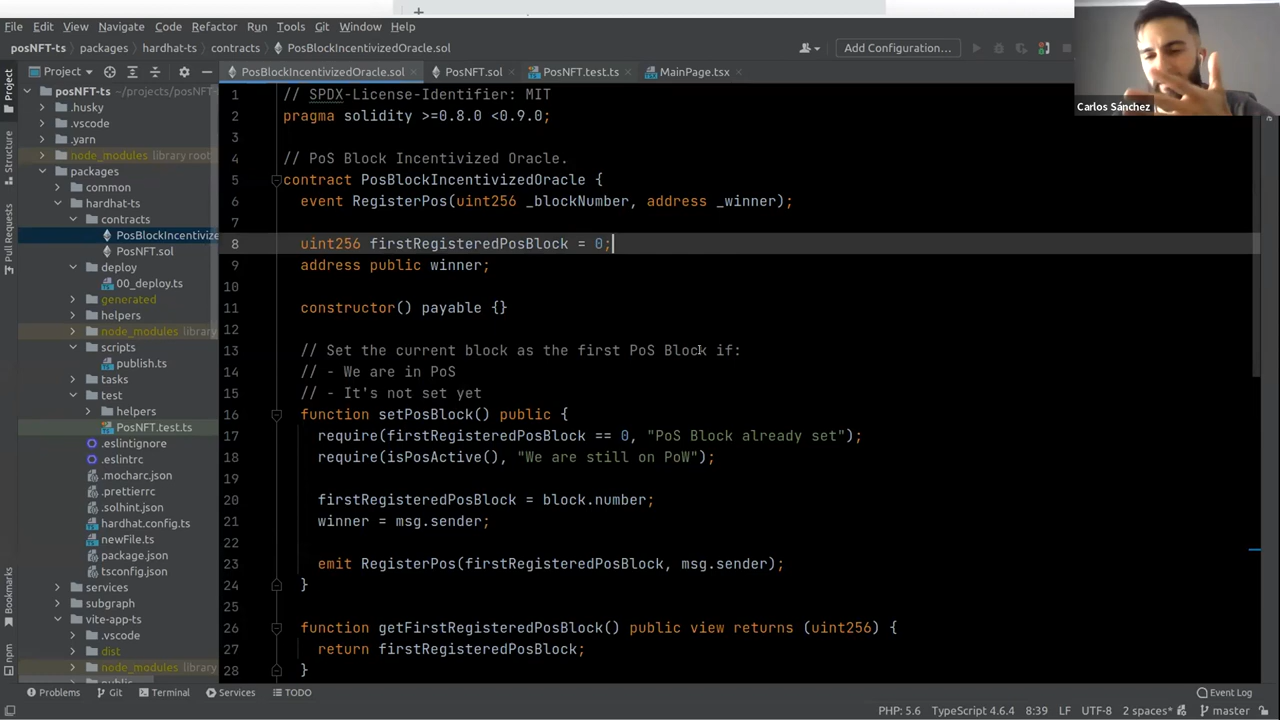 +
File Edit View Navigate Code Refactor Run Tools Git Window Help
posNFT-ts packages hardhat-ts contracts PosBlockIncentivizedOracle.sol Add Configuration...
Project PosBlockIncentivizedOracle.sol PosNFT.sol PosNFT.test.ts MainPage.tsx
Carlos Sánchez
Project
Structure
Pull Requests
Bookmarks
npm
posNFT-ts ~/projects/posNFT-
.husky
.vscode
.yarn
node_modules library root
packages
common
hardhat-ts
contracts
PosBlockIncentivize
PosNFT.sol
deploy
00_deploy.ts
generated
helpers
node_modules library
scripts
publish.ts
tasks
test
helpers
PosNFT.test.ts
.eslintignore
.eslintrc
.mocharc.json
.prettierrc
.solhint.json
hardhat.config.ts
newFile.ts
package.json
tsconfig.json
services
subgraph
vite-app-ts
.vscode
dist
node_modules library
public
1 // SPDX-License-Identifier: MIT
2 pragma solidity >=0.8.0 <0.9.0;
3
4 // PoS Block Incentivized Oracle.
5 contract PosBlockIncentivizedOracle {
6 event RegisterPos(uint256 _blockNumber, address _winner);
7
8 uint256 firstRegisteredPosBlock = 0;
9 address public winner;
10
11 constructor() payable {}
12
13 // Set the current block as the first PoS Block if:
14 // - We are in PoS
15 // - It's not set yet
16 function setPosBlock() public {
17 require(firstRegisteredPosBlock == 0, "PoS Block already set");
18 require(isPosActive(), "We are still on PoW");
19
20 firstRegisteredPosBlock = block.number;
21 winner = msg.sender;
22
23 emit RegisterPos(firstRegisteredPosBlock, msg.sender);
24 }
25
26 function getFirstRegisteredPosBlock() public view returns (uint256) {
27 return firstRegisteredPosBlock;
28 }
Problems Git Terminal Services TODO Event Log
PHP: 5.6 TypeScript 4.6.4 8:39 LF UTF-8 2 spaces* master